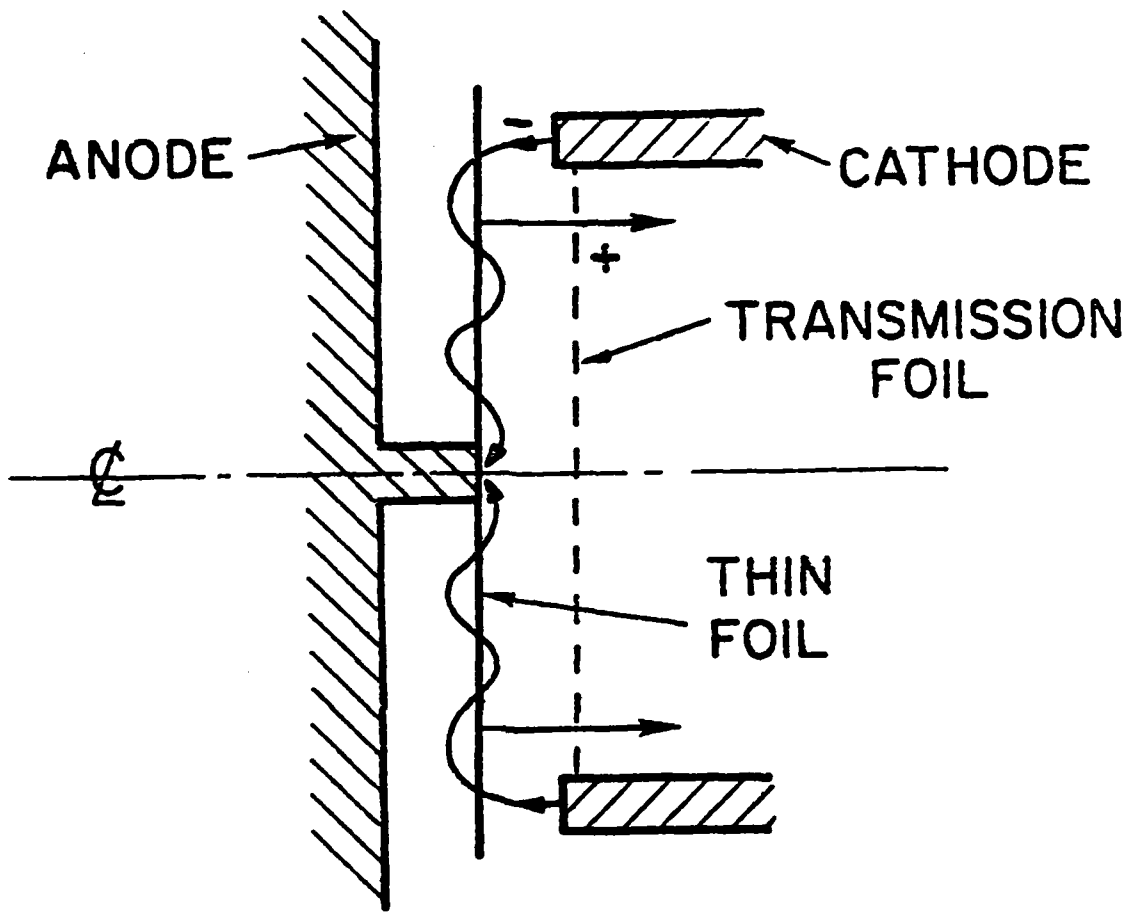 −
ANODE
CATHODE
+
TRANSMISSION
FOIL
℄
THIN
FOIL